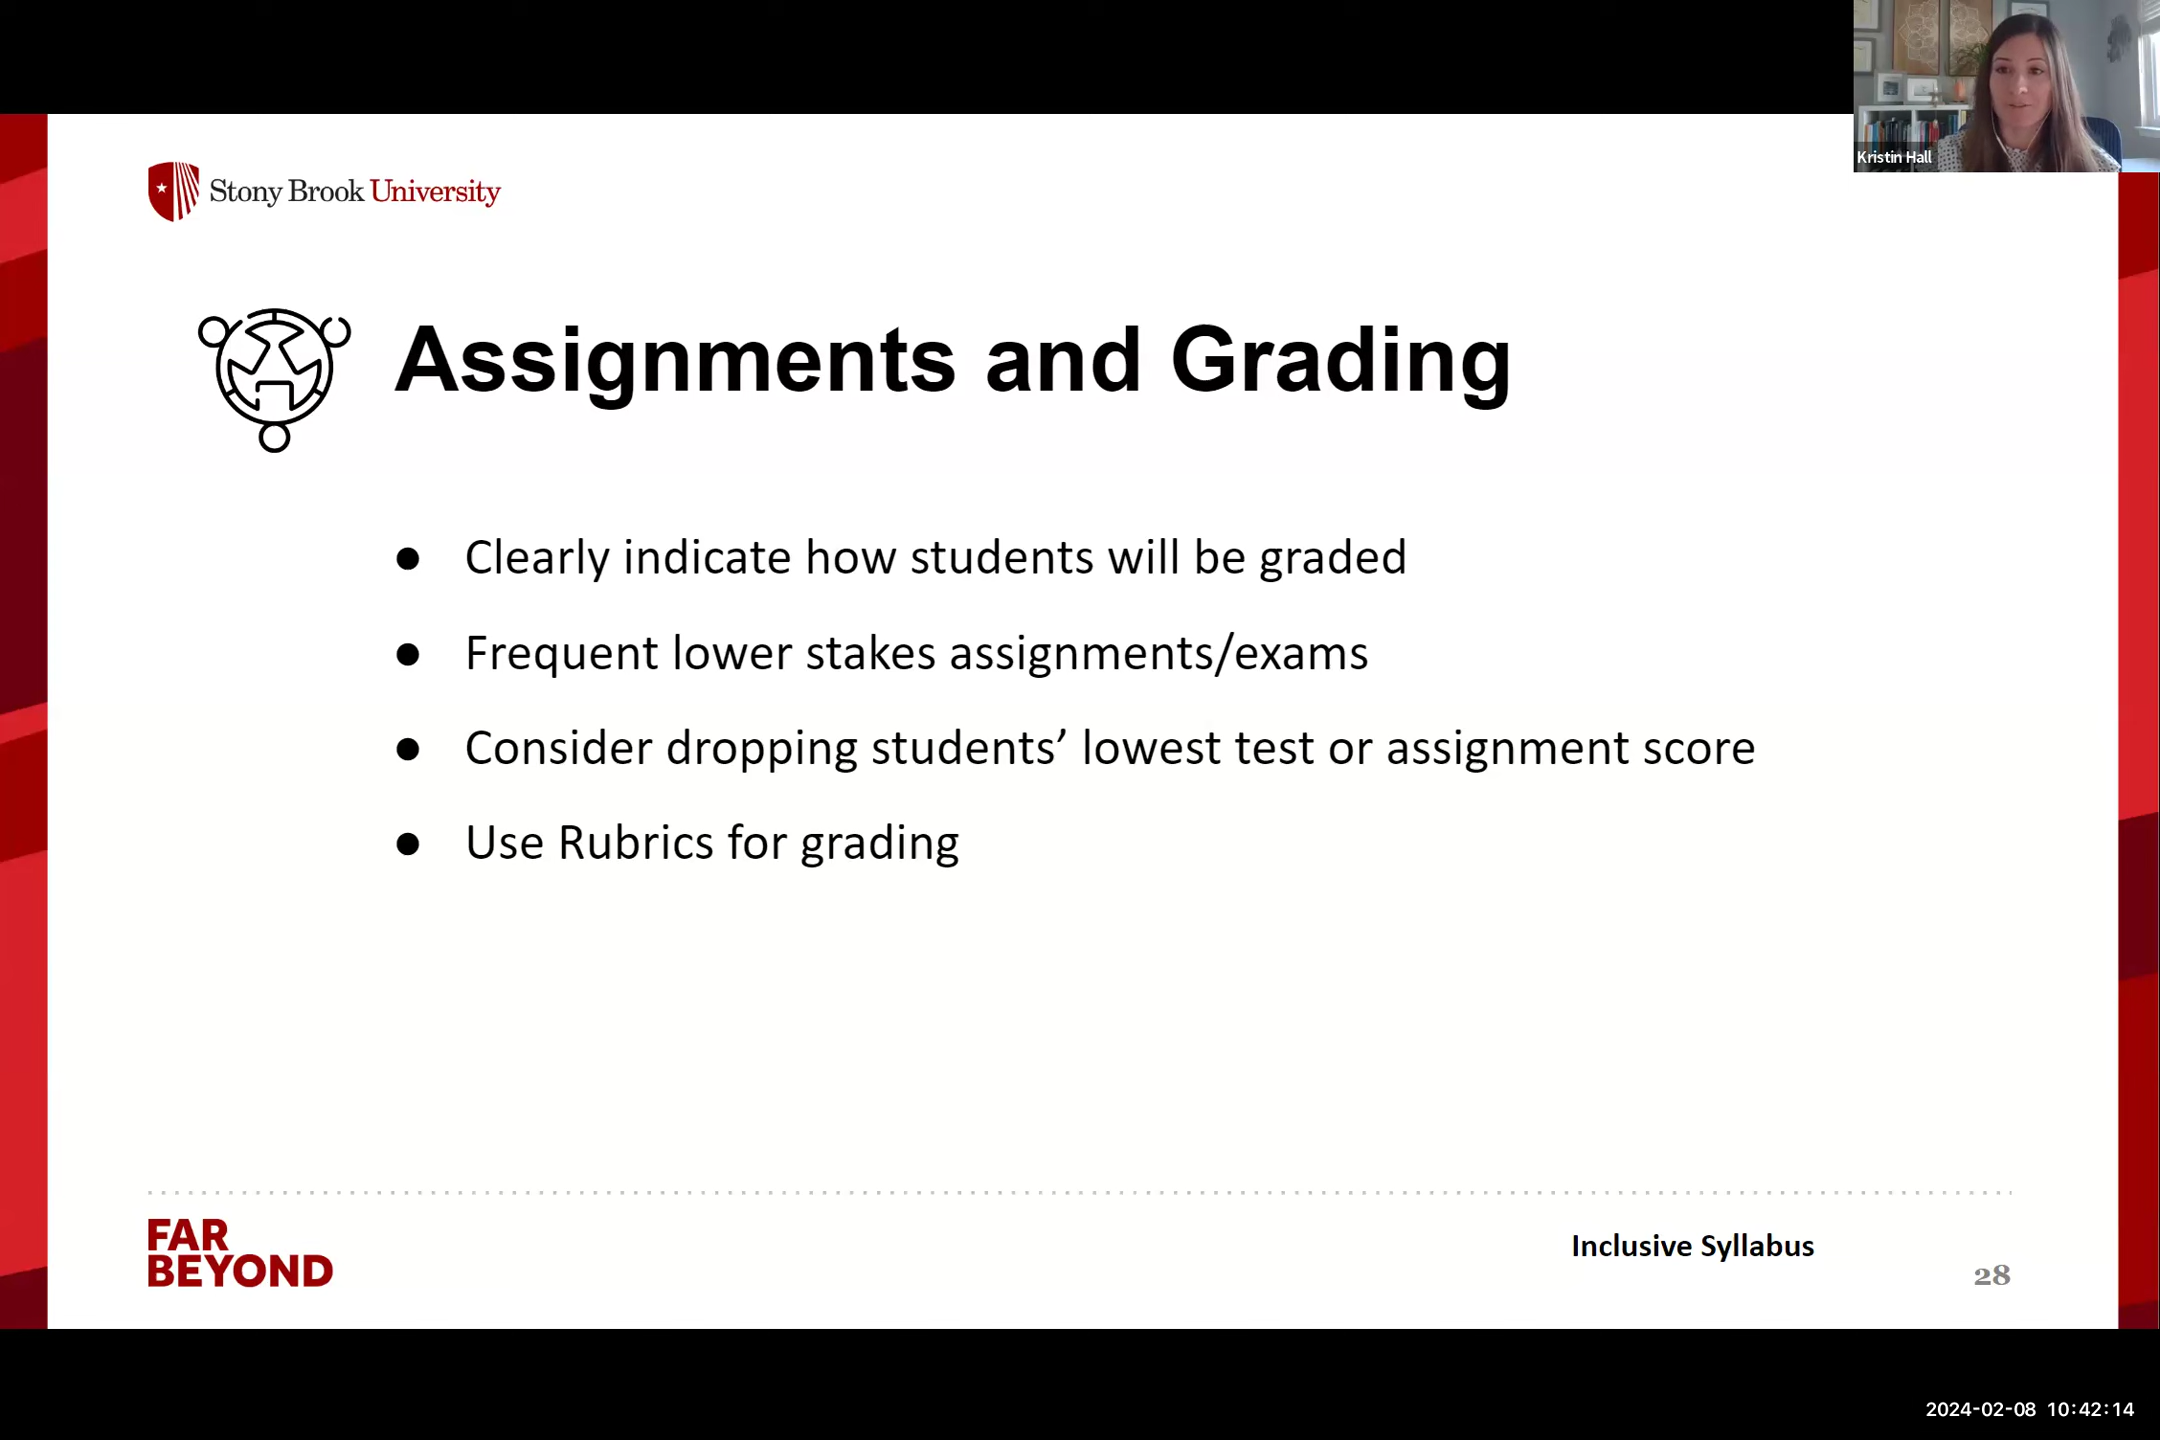 Kristin Hall
Stony Brook University
Assignments and Grading
● Clearly indicate how students will be graded
● Frequent lower stakes assignments/exams
● Consider dropping students’ lowest test or assignment score
● Use Rubrics for grading
FAR
BEYOND
Inclusive Syllabus
28
2024-02-08 10:42:14